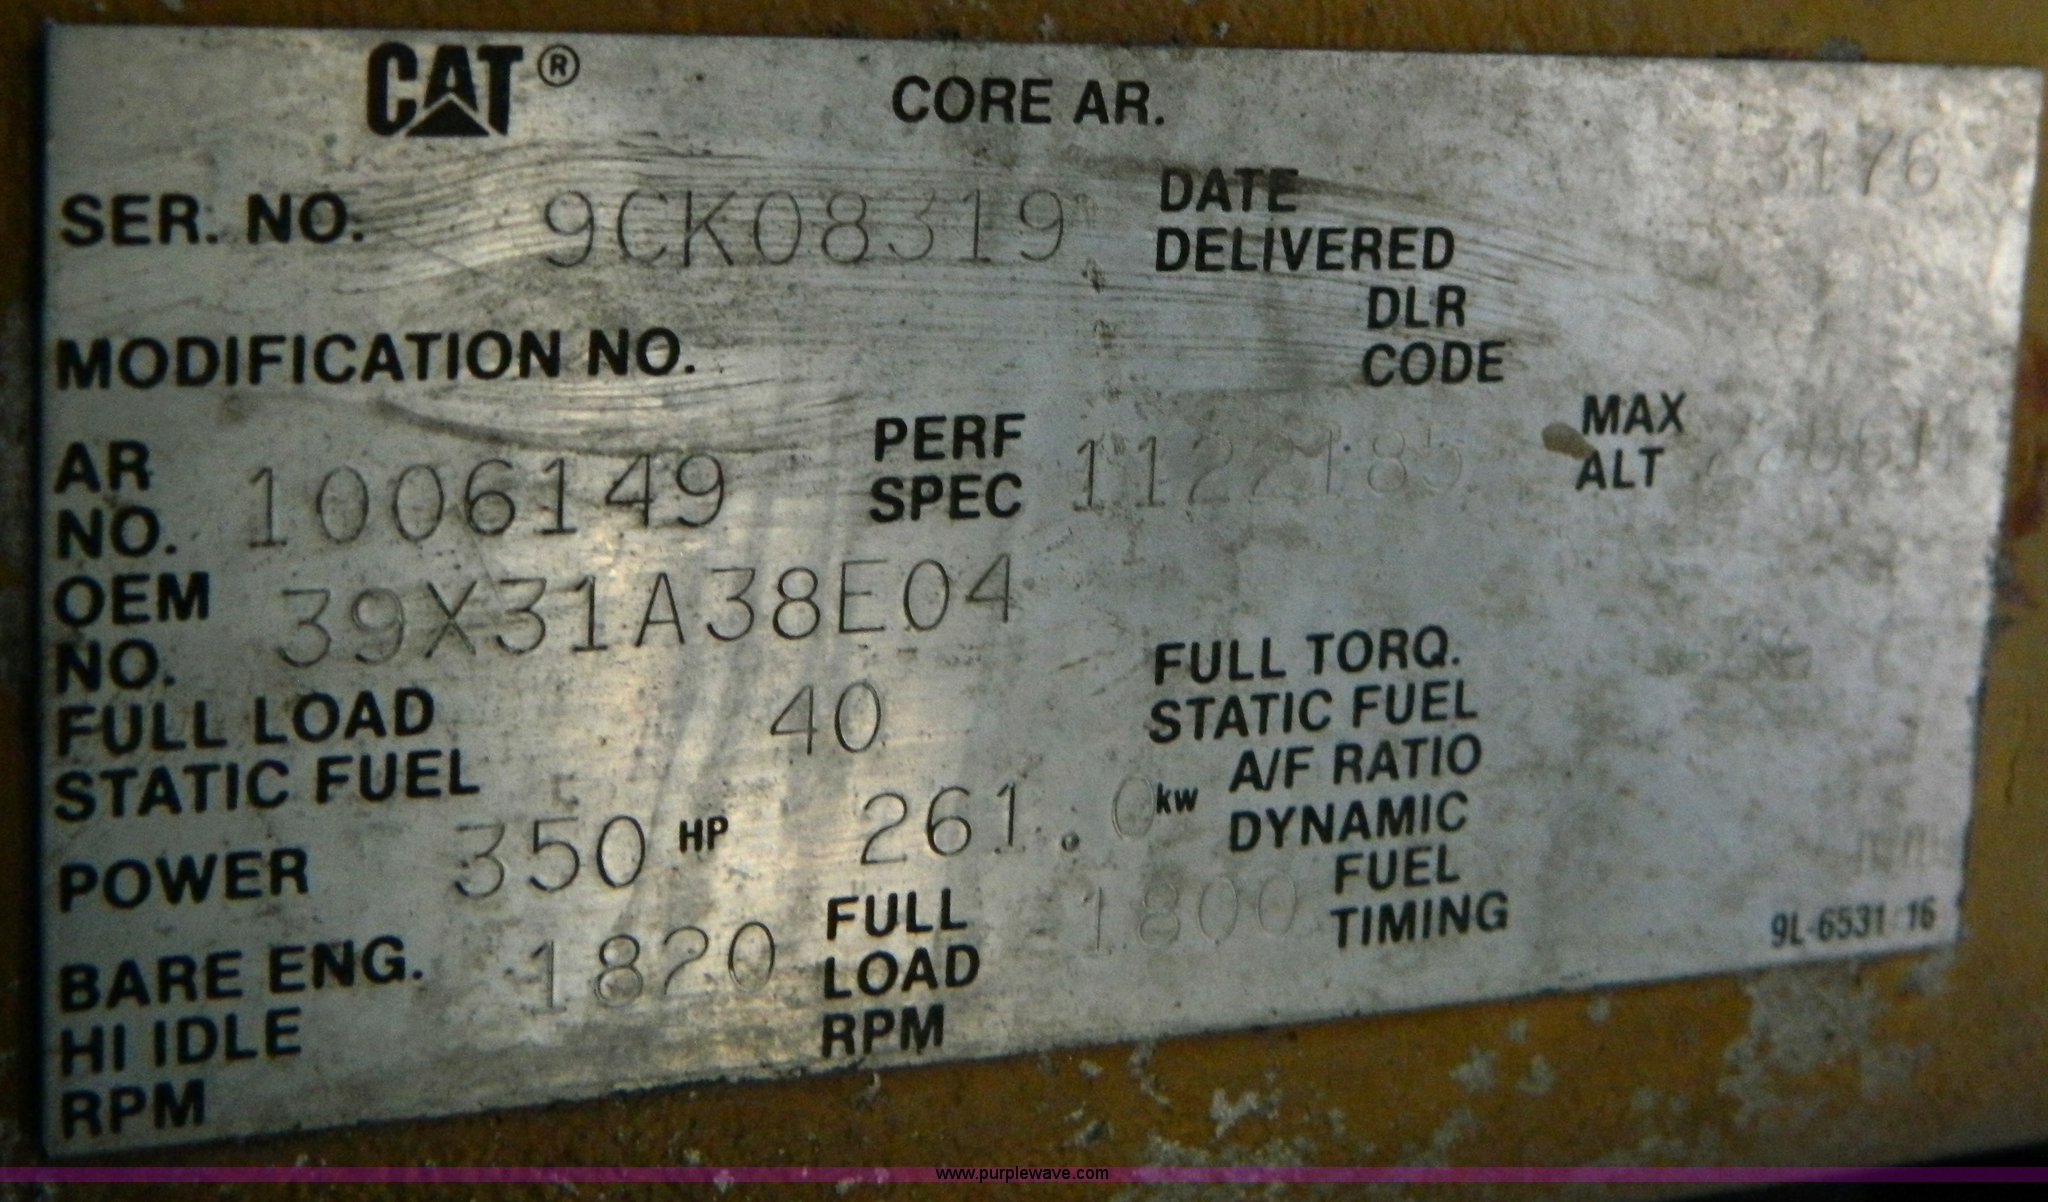 CAT®
CORE AR.
3176
SER. NO. 9CK08319
DATE
DELIVERED
DLR
CODE
MODIFICATION NO.
AR
NO. 1006149
PERF
SPEC 1122185
MAX
ALT
OEM
NO. 39X31A38E04
FULL LOAD
STATIC FUEL 40
FULL TORQ.
STATIC FUEL
A/F RATIO
POWER 350 HP 261.0 kw
DYNAMIC
FUEL
TIMING
BARE ENG.
HI IDLE
RPM 1820
FULL
LOAD
RPM 1800
9L-6531 16
www.purplewave.com